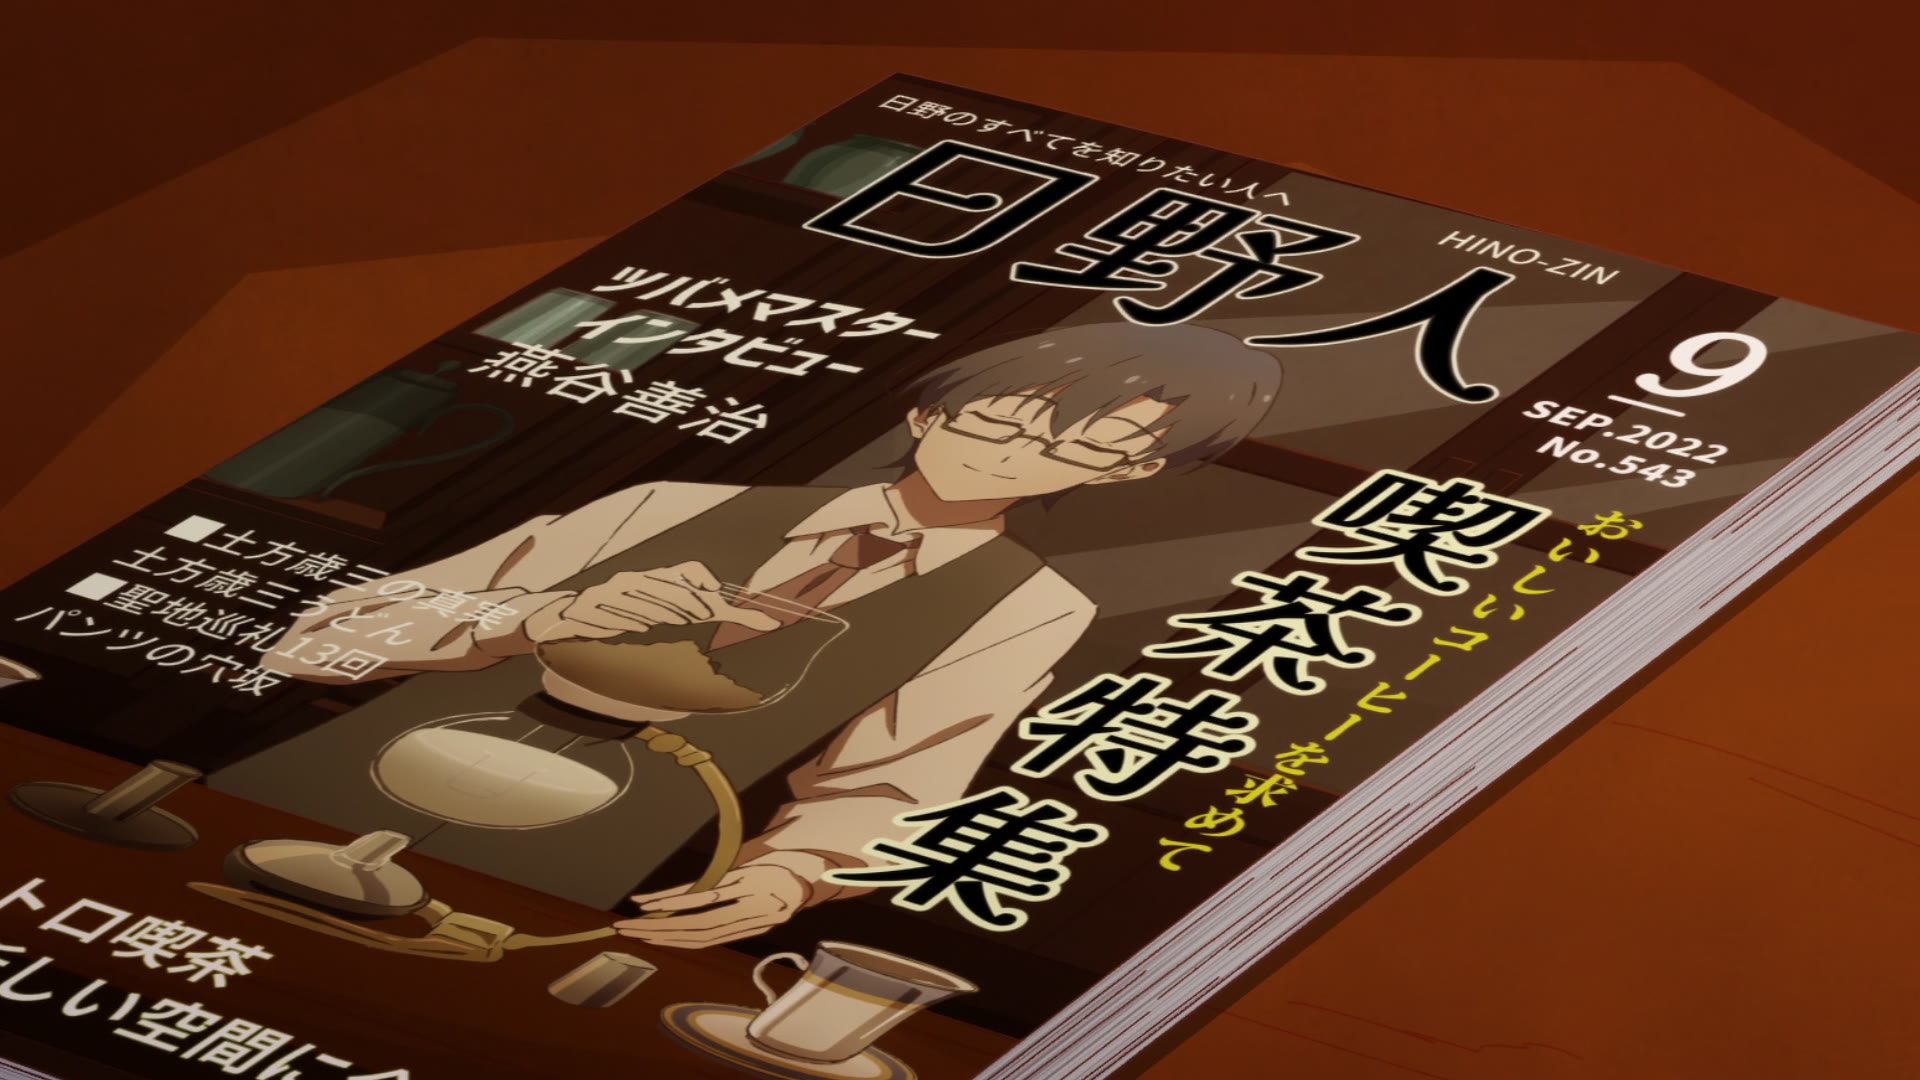 日野のすべてを知りたい人へ
日野人
HINO-ZIN
9
SEP.2022
No.543
ツバメマスター
インタビュー
燕谷善治
おいしいコーヒーを求めて
喫茶特集
■土方歳三の真実
土方歳三うどん
■聖地巡礼13回
パンツの穴坂
トロ喫茶
しい空間に